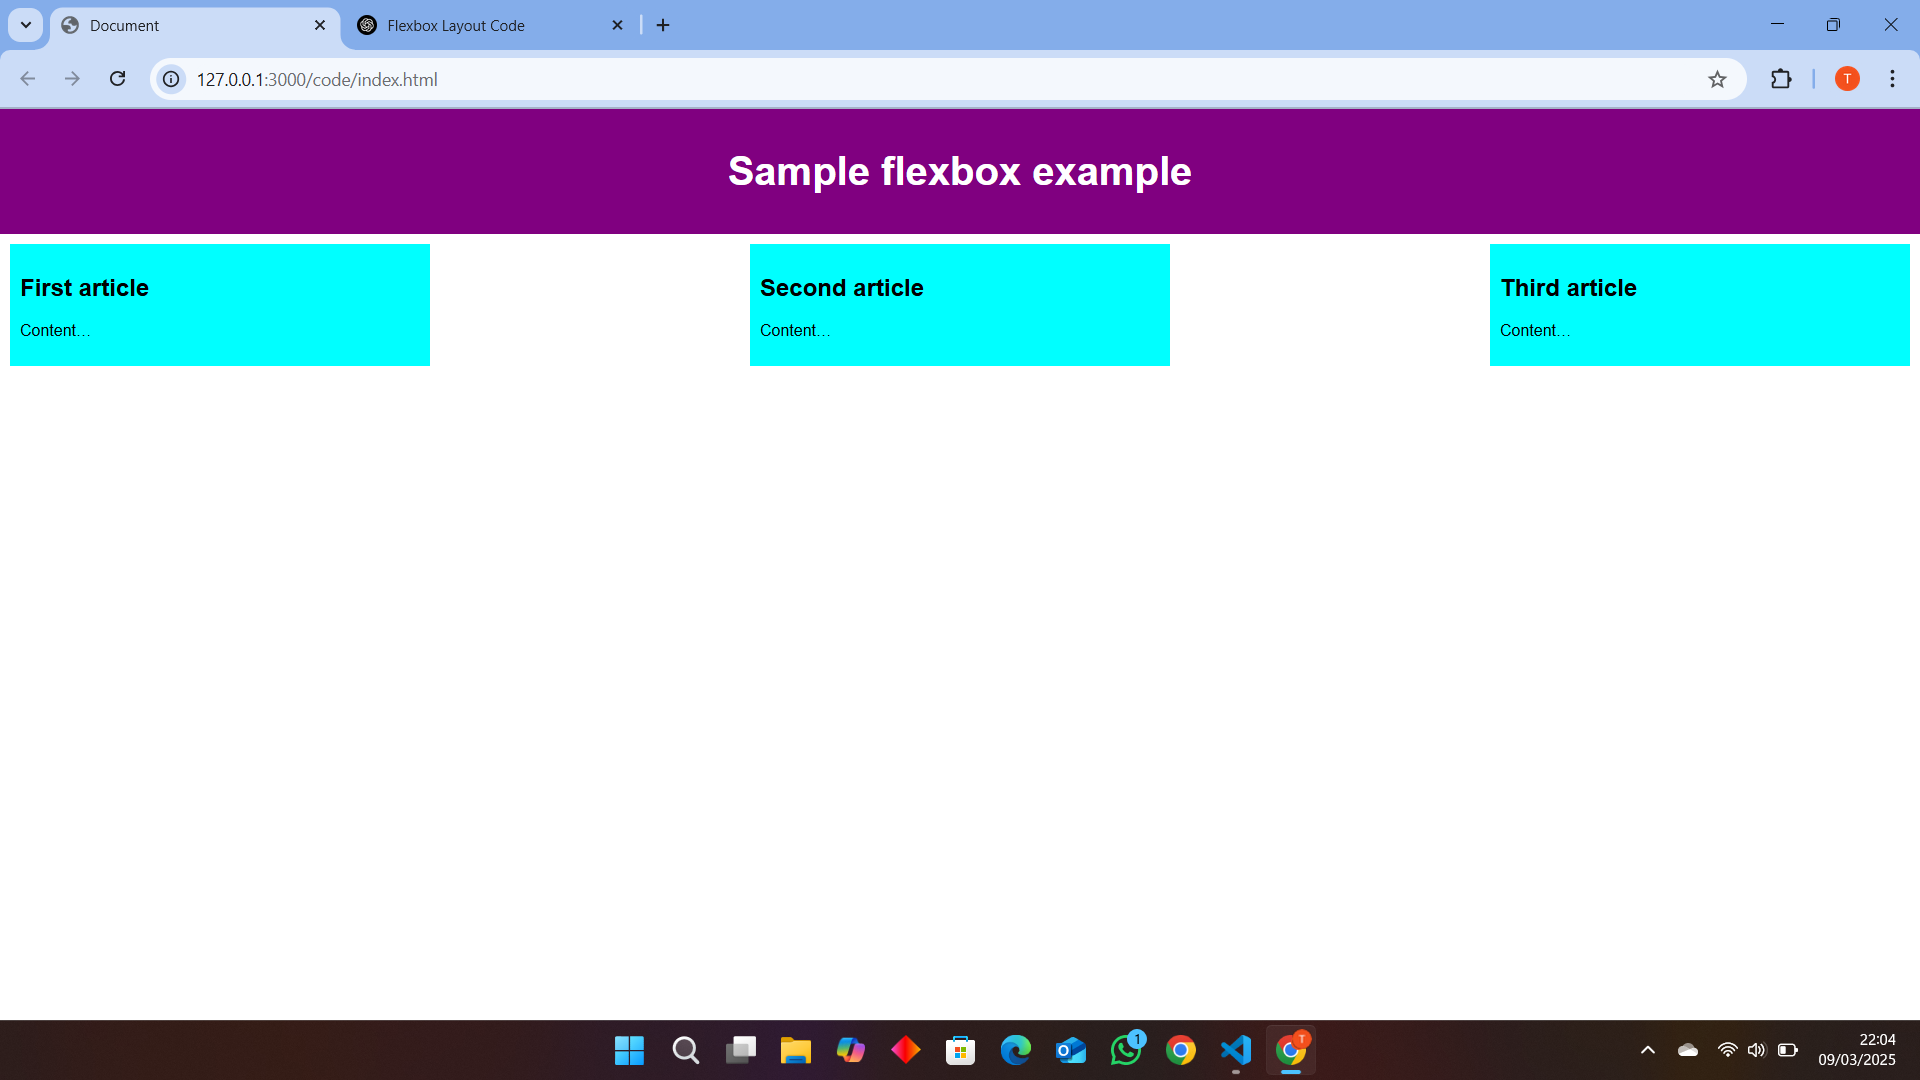 Document
Flexbox Layout Code
127.0.0.1:3000/code/index.html
T
Sample flexbox example
First article
Content...
Second article
Content...
Third article
Content...
1
T
22:04
09/03/2025